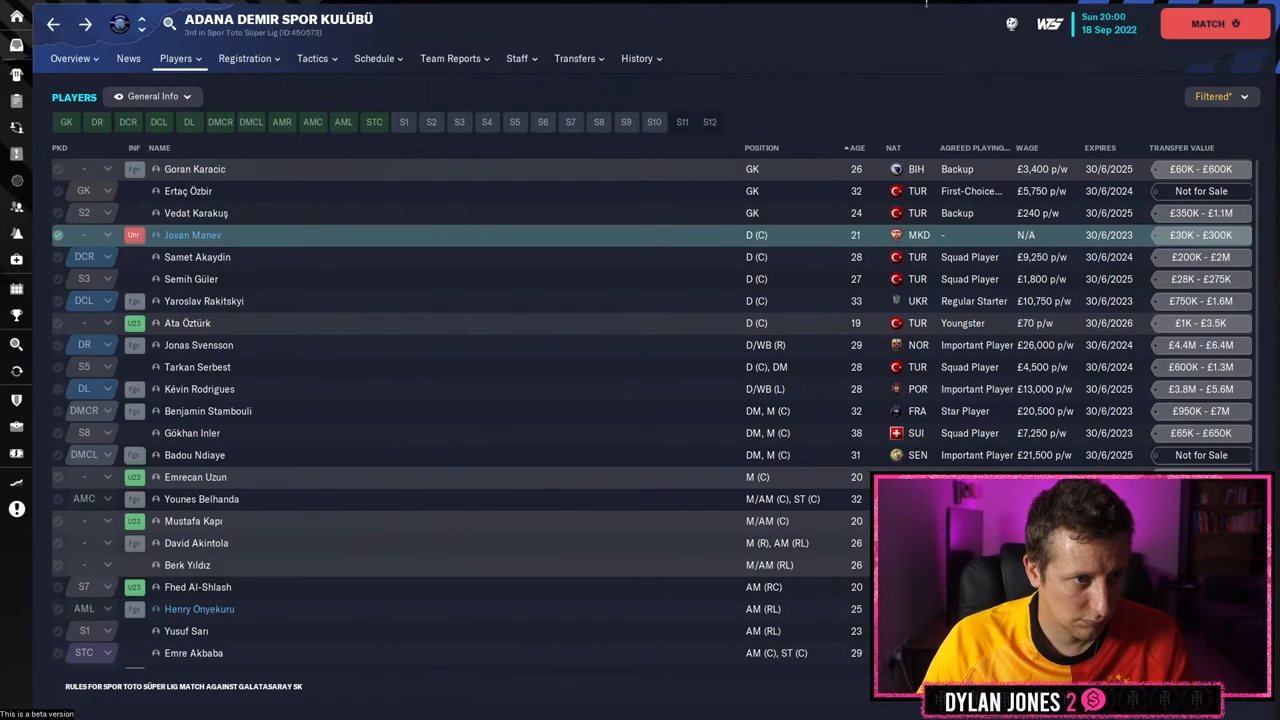 ADANA DEMIR SPOR KULÜBÜ
3rd in Spor Toto Süper Lig (ID:450573)
Sun 20:00
18 Sep 2022
MATCH
Overview News Players Registration Tactics Schedule Team Reports Staff Transfers History
PLAYERS General Info Filtered*
GK DR DCR DCL DL DMCR DMCL AMR AMC AML STC S1 S2 S3 S4 S5 S6 S7 S8 S9 S10 S11 S12
PKD INF NAME POSITION AGE NAT AGREED PLAYING... WAGE EXPIRES TRANSFER VALUE
- Fgn Goran Karacic GK 26 BIH Backup £3,400 p/w 30/6/2025 £60K - £600K
GK Ertaç Özbir GK 32 TUR First-Choice... £5,750 p/w 30/6/2024 Not for Sale
S2 Vedat Karakuş GK 24 TUR Backup £240 p/w 30/6/2025 £350K - £1.1M
- Unr Jovan Manev D (C) 21 MKD - N/A 30/6/2023 £30K - £300K
DCR Samet Akaydin D (C) 28 TUR Squad Player £9,250 p/w 30/6/2024 £200K - £2M
S3 Semih Güler D (C) 27 TUR Squad Player £1,800 p/w 30/6/2025 £28K - £275K
DCL Fgn Yaroslav Rakitskyi D (C) 33 UKR Regular Starter £10,750 p/w 30/6/2023 £750K - £1.6M
- U23 Ata Öztürk D (C) 19 TUR Youngster £70 p/w 30/6/2026 £1K - £3.5K
DR Fgn Jonas Svensson D/WB (R) 29 NOR Important Player £26,000 p/w 30/6/2024 £4.4M - £6.4M
S5 Tarkan Serbest D (C), DM 28 TUR Squad Player £4,500 p/w 30/6/2024 £600K - £1.3M
DL Fgn Kévin Rodrigues D/WB (L) 28 POR Important Player £13,000 p/w 30/6/2025 £3.8M - £5.6M
DMCR Fgn Benjamin Stambouli DM, M (C) 32 FRA Star Player £20,500 p/w 30/6/2023 £950K - £7M
S8 Gökhan Inler DM, M (C) 38 SUI Squad Player £7,250 p/w 30/6/2023 £65K - £650K
DMCL Fgn Badou Ndiaye DM, M (C) 31 SEN Important Player £21,500 p/w 30/6/2025 Not for Sale
- U23 Emrecan Uzun M (C) 20
AMC Fgn Younes Belhanda M/AM (C), ST (C) 32
- U23 Mustafa Kapı M/AM (C) 20
- Fgn David Akintola M (R), AM (RL) 26
- Berk Yıldız M/AM (RL) 26
S7 U23 Fhed Al-Shlash AM (RC) 20
AML Fgn Henry Onyekuru AM (RL) 25
S1 Yusuf Sarı AM (RL) 23
STC Emre Akbaba AM (C), ST (C) 29
RULES FOR SPOR TOTO SÜPER LIG MATCH AGAINST GALATASARAY SK
DYLAN JONES 2
This is a beta version